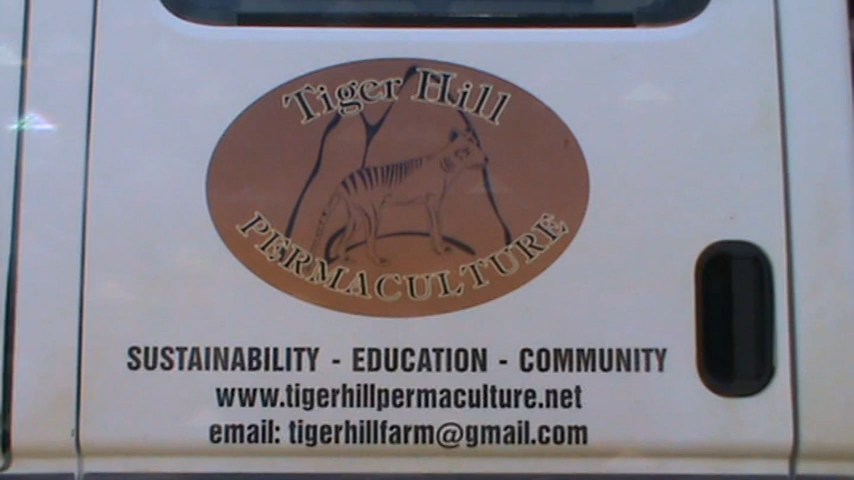 Tiger Hill
PERMACULTURE
SUSTAINABILITY - EDUCATION - COMMUNITY
www.tigerhillpermaculture.net
email: tigerhillfarm@gmail.com